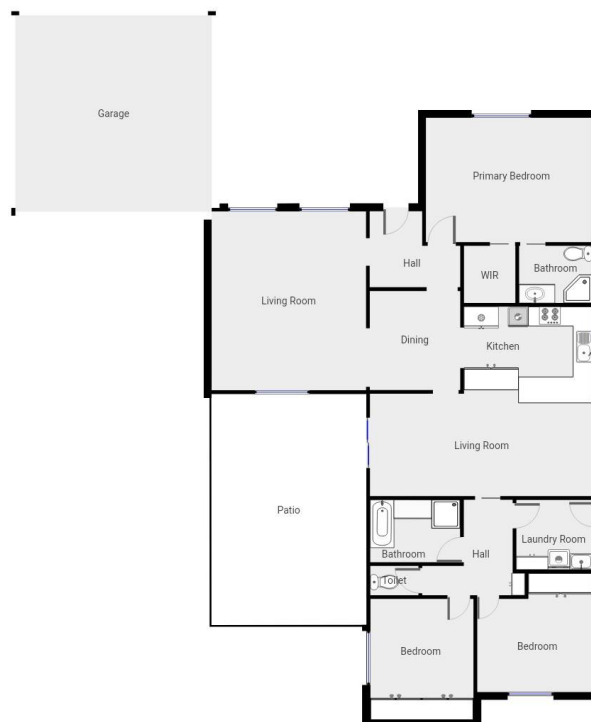 Garage
Primary Bedroom
Hall
WIR
Bathroom
Living Room
Dining
Kitchen
Living Room
Patio
Bathroom
Hall
Laundry Room
Toilet
Bedroom
Bedroom